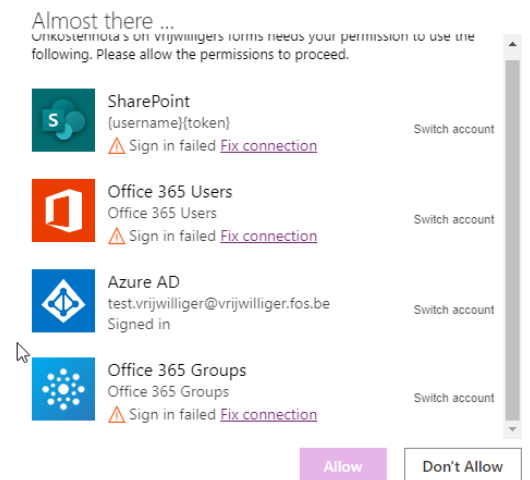 Almost there ...
Onkostennota's on vrijwilligers forms needs your permission to use the
following. Please allow the permissions to proceed.
SharePoint
{username}{token}
Sign in failed Fix connection
Switch account
Office 365 Users
Office 365 Users
Sign in failed Fix connection
Switch account
Azure AD
test.vrijwilliger@vrijwilliger.fos.be
Signed in
Switch account
Office 365 Groups
Office 365 Groups
Sign in failed Fix connection
Switch account
Allow
Don't Allow